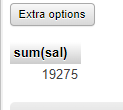 Extra options
sum(sal)
19275